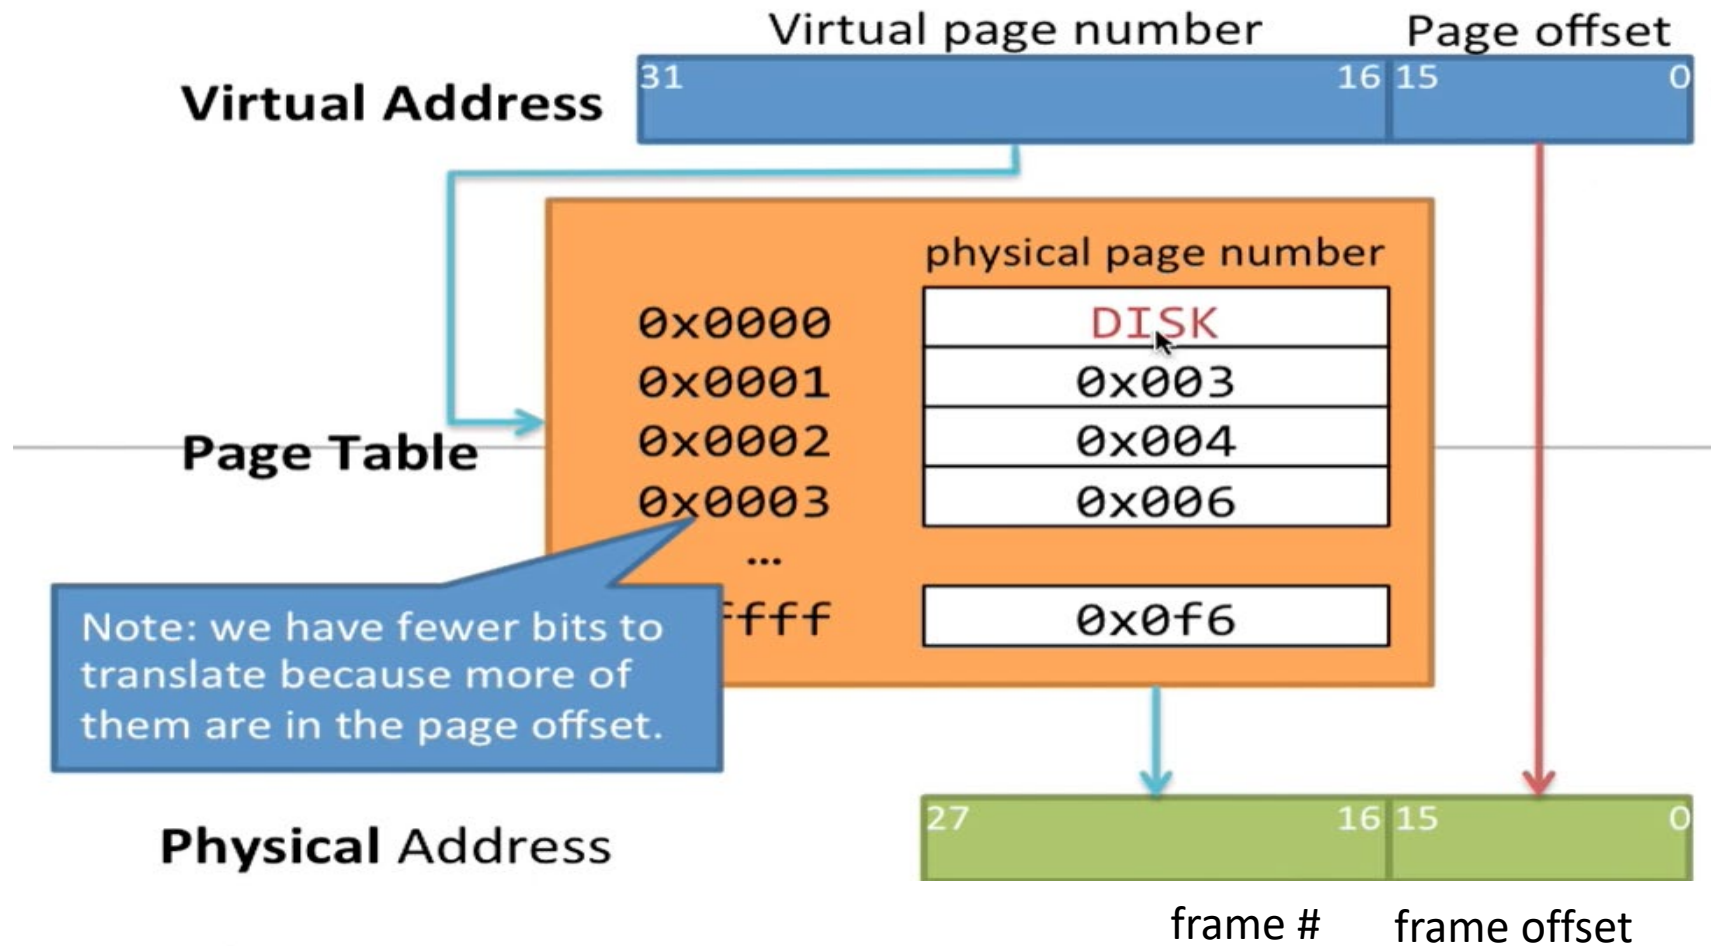 Virtual page number Page offset
Virtual Address
31 16 15 0
physical page number
0x0000 DISK
0x0001 0x003
0x0002 0x004
Page Table
0x0003 0x006
...
ffff 0x0f6
Note: we have fewer bits to
translate because more of
them are in the page offset.
27 16 15 0
Physical Address
frame # frame offset